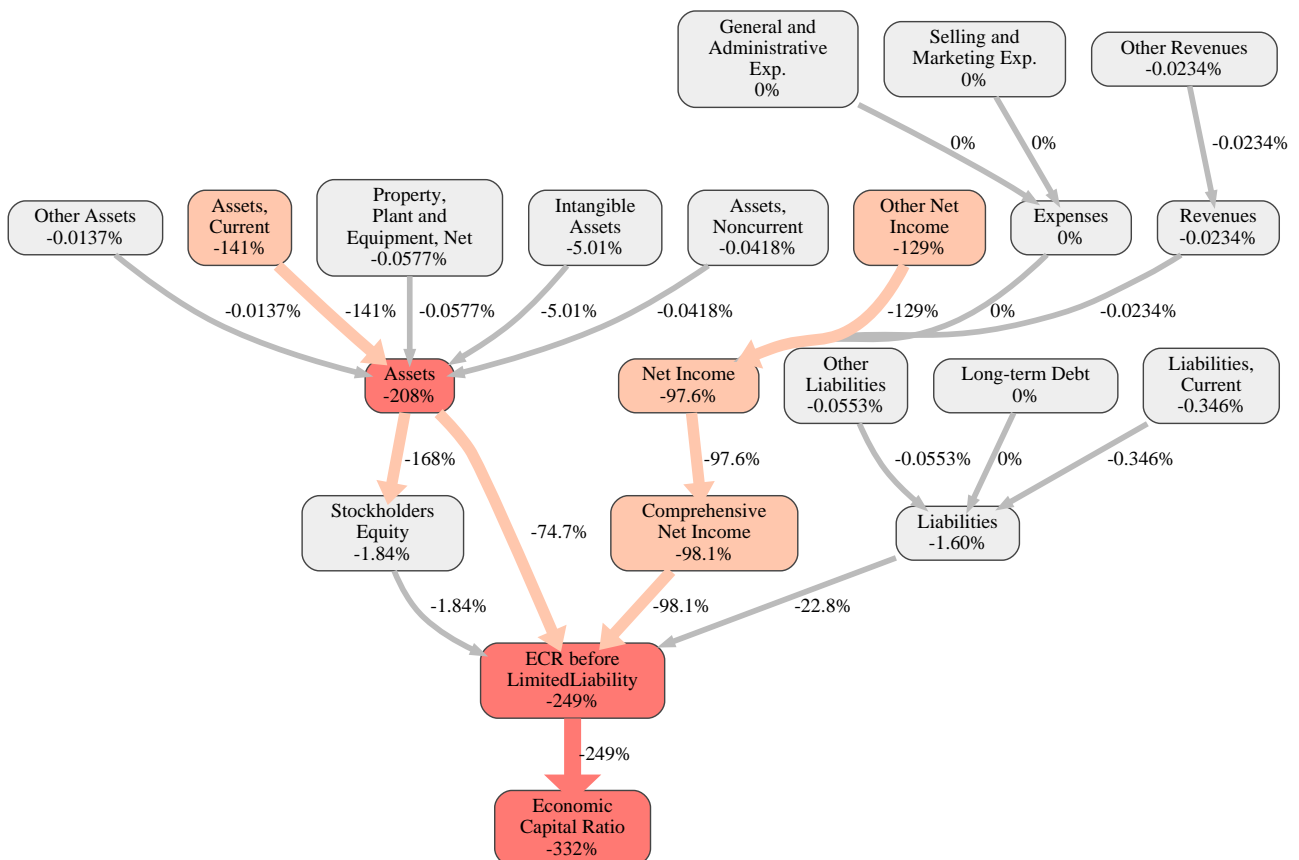 General and
Administrative
Exp.
0%
Selling and
Marketing Exp.
0%
Other Revenues
-0.0234%
0%
0%
-0.0234%
Other Assets
-0.0137%
Assets,
Current
-141%
Property,
Plant and
Equipment, Net
-0.0577%
Intangible
Assets
-5.01%
Assets,
Noncurrent
-0.0418%
Other Net
Income
-129%
Expenses
0%
Revenues
-0.0234%
-0.0137%
-141%
-0.0577%
-5.01%
-0.0418%
-129%
0%
-0.0234%
Assets
-208%
Net Income
-97.6%
Other
Liabilities
-0.0553%
Long-term Debt
0%
Liabilities,
Current
-0.346%
-168%
-74.7%
-97.6%
-0.0553%
0%
-0.346%
Stockholders
Equity
-1.84%
Comprehensive
Net Income
-98.1%
Liabilities
-1.60%
-1.84%
-98.1%
-22.8%
ECR before
LimitedLiability
-249%
-249%
Economic
Capital Ratio
-332%